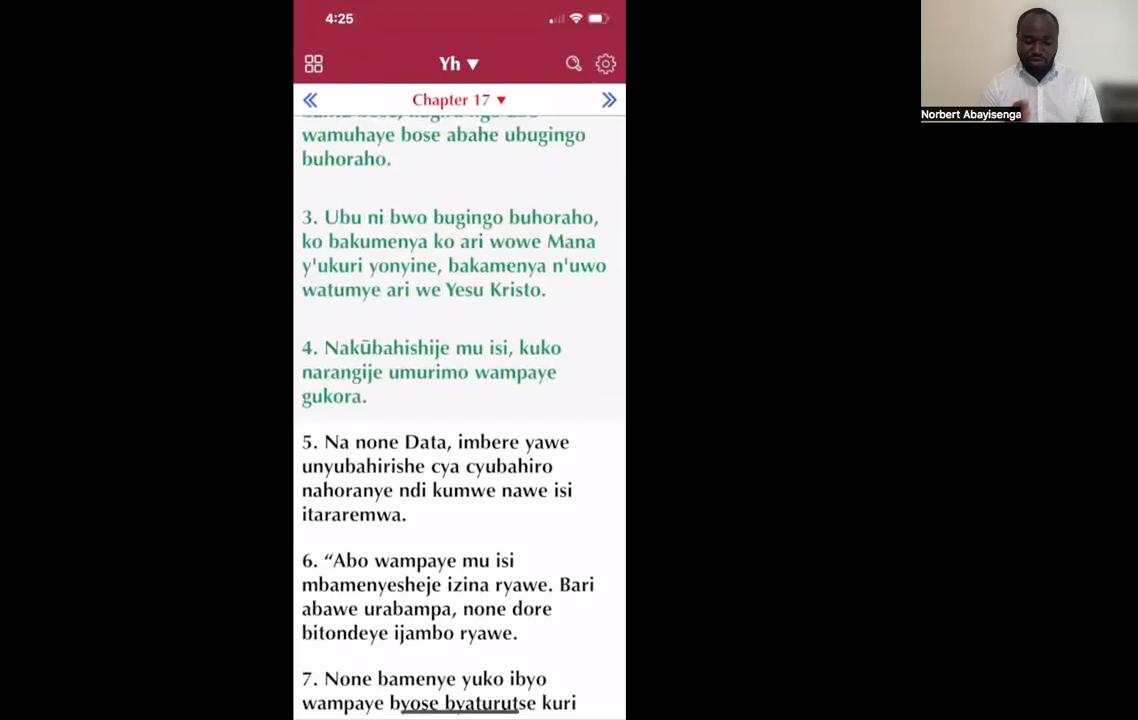 4:25
Yh ▼
Chapter 17 ▼
wamuhaye bose abahe ubugingo
buhoraho.
3. Ubu ni bwo bugingo buhoraho,
ko bakumenya ko ari wowe Mana
y'ukuri yonyine, bakamenya n'uwo
watumye ari we Yesu Kristo.
4. Nakūbahishije mu isi, kuko
narangije umurimo wampaye
gukora.
5. Na none Data, imbere yawe
unyubahirishe cya cyubahiro
nahoranye ndi kumwe nawe isi
itararemwa.
6. “Abo wampaye mu isi
mbamenyesheje izina ryawe. Bari
abawe urabampa, none dore
bitondeye ijambo ryawe.
7. None bamenye yuko ibyo
wampaye byose byaturutse kuri
Norbert Abayisenga